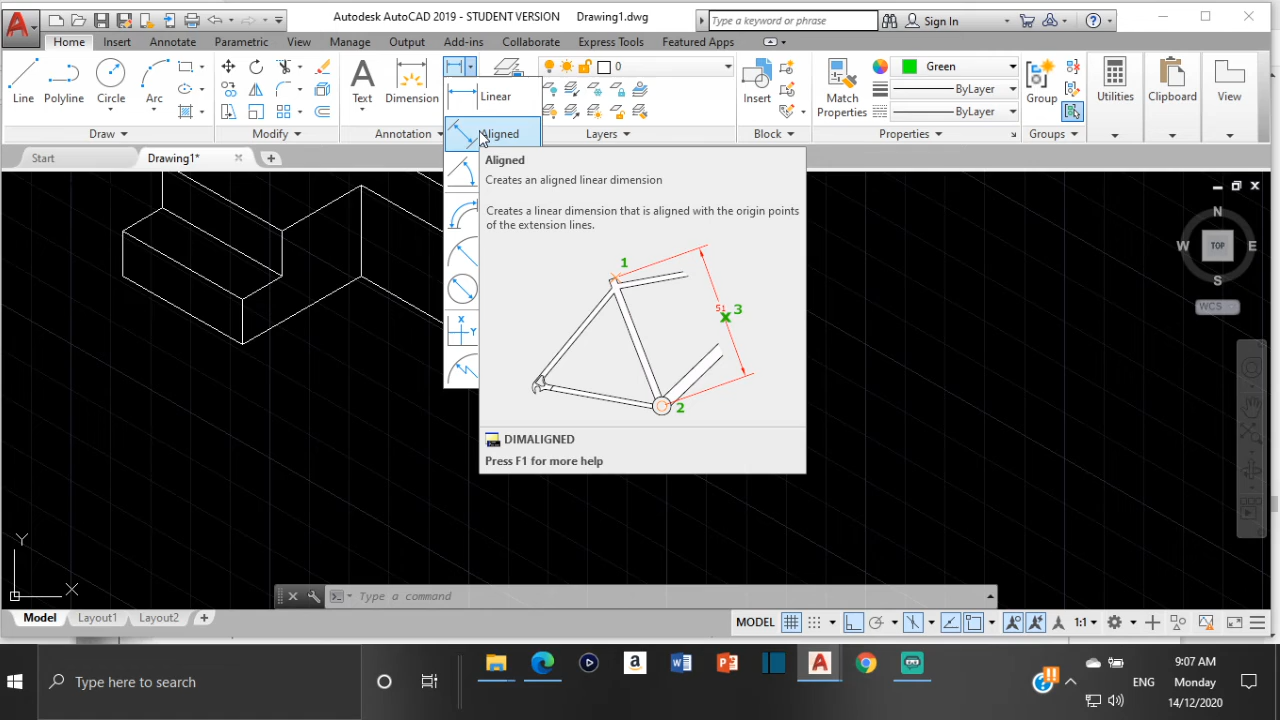 Autodesk AutoCAD 2019 - STUDENT VERSION Drawing1.dwg
Type a keyword or phrase
Sign In
Home Insert Annotate Parametric View Manage Output Add-ins Collaborate Express Tools Featured Apps
Line Polyline Circle Arc
Text Dimension
Linear
Aligned
0
Insert
Match Properties
Green
ByLayer
ByLayer
Group
Utilities
Clipboard
View
Draw Modify Annotation Layers Block Properties Groups
Start Drawing1*
Aligned
Creates an aligned linear dimension
Creates a linear dimension that is aligned with the origin points
of the extension lines.
1
51
3
2
DIMALIGNED
Press F1 for more help
X
Y
N
W TOP E
S
WCS
Y
X
Type a command
Model Layout1 Layout2
MODEL 1:1
Type here to search
ENG
9:07 AM
Monday
14/12/2020